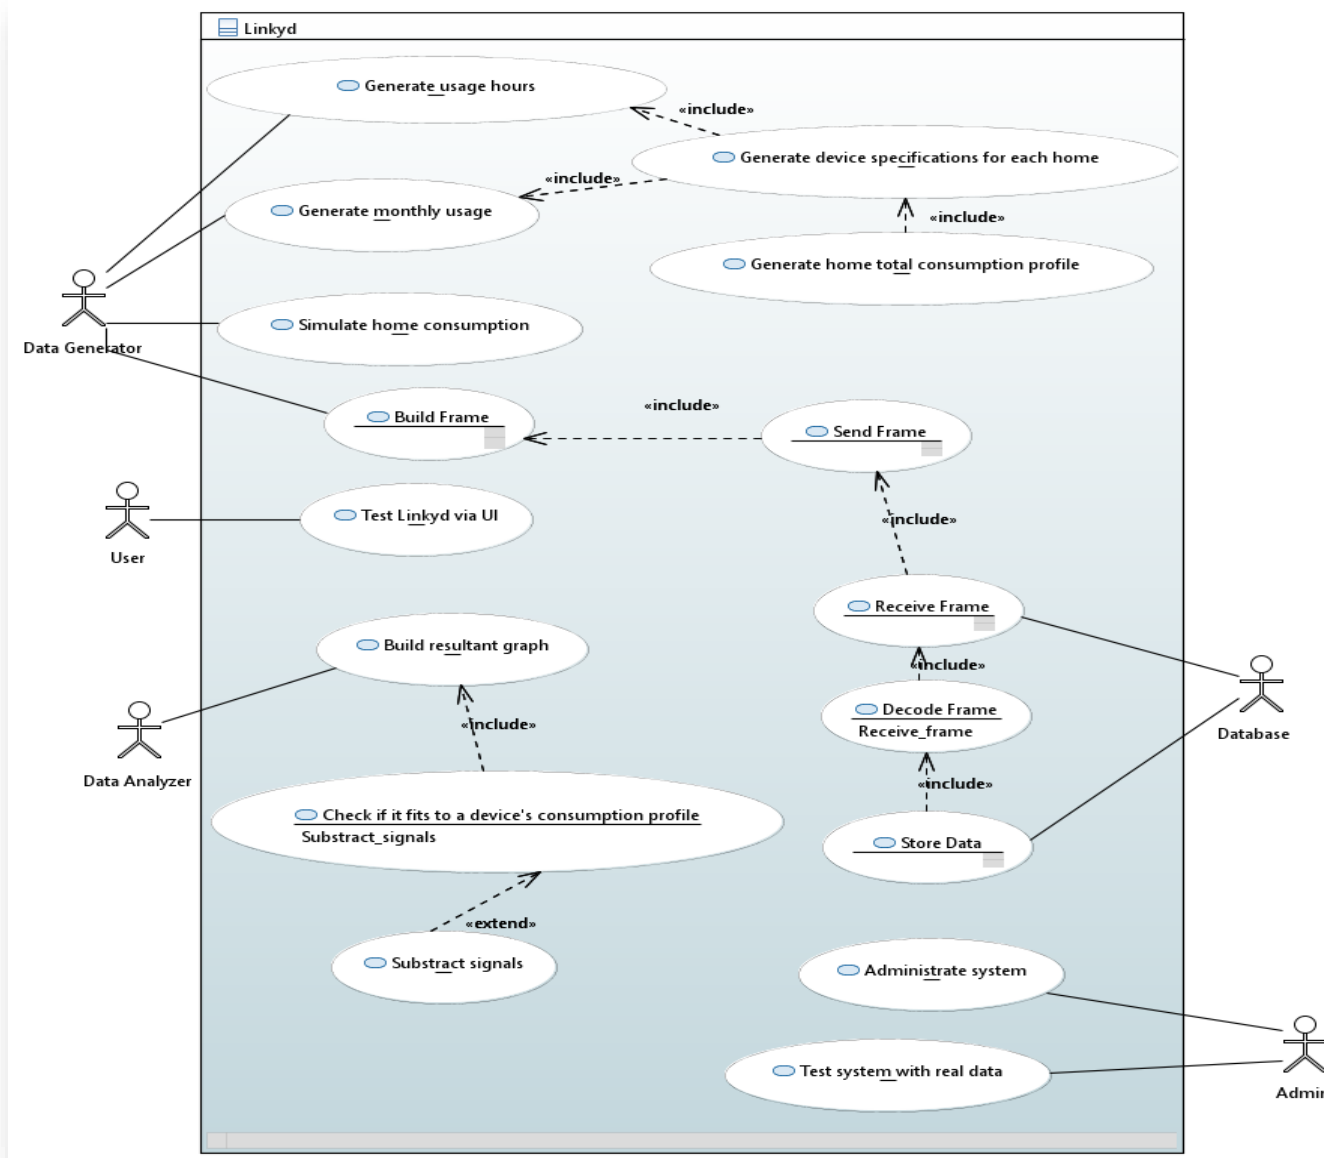 Linkyd
Generate usage hours
«include»
Generate device specifications for each home
«include»
Generate monthly usage
«include»
Generate home total consumption profile
Simulate home consumption
Data Generator
«include»
Build Frame
Send Frame
Test Linkyd via UI
«include»
User
Receive Frame
Build resultant graph
«include»
Decode Frame
Receive_frame
«include»
Database
Data Analyzer
«include»
Check if it fits to a device's consumption profile
Substract_signals
Store Data
«extend»
Substract signals
Administrate system
Test system with real data
Admin